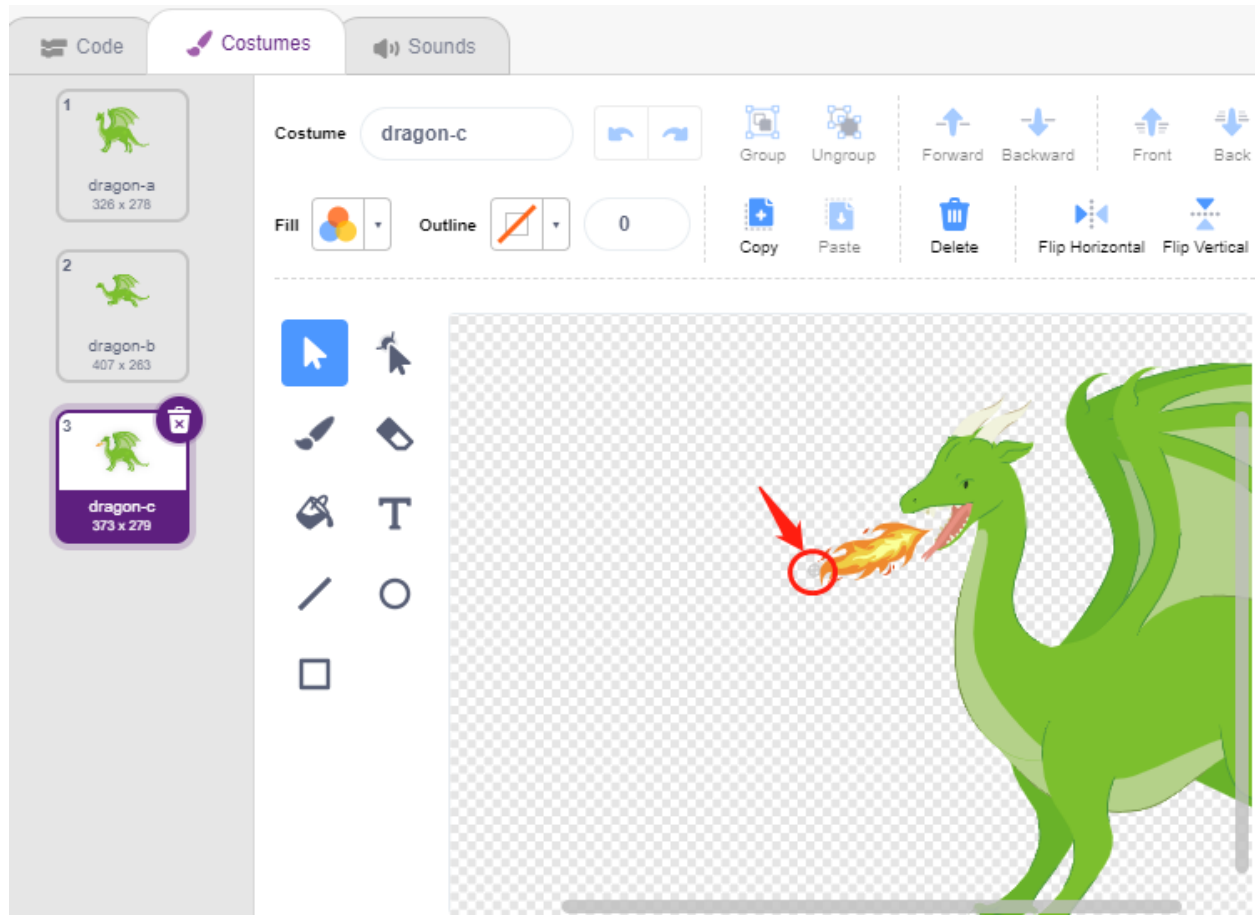 Code
Costumes
Sounds
1
dragon-a
326 x 278
2
dragon-b
407 x 263
3
dragon-c
373 x 279
Costume
dragon-c
Group
Ungroup
Forward
Backward
Front
Back
Fill
Outline
0
Copy
Paste
Delete
Flip Horizontal
Flip Vertical
T